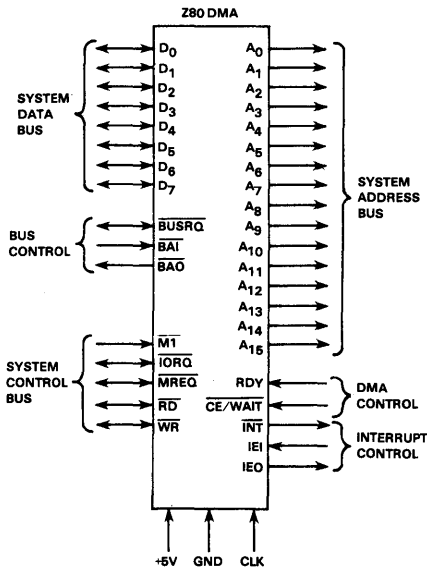 Z80 DMA
SYSTEM
DATA
BUS
D0
D1
D2
D3
D4
D5
D6
D7
BUS
CONTROL
BUSRQ
BAI
BAO
SYSTEM
CONTROL
BUS
M1
IORQ
MREQ
RD
WR
A0
A1
A2
A3
A4
A5
A6
A7
A8
A9
A10
A11
A12
A13
A14
A15
SYSTEM
ADDRESS
BUS
RDY
CE/WAIT
DMA
CONTROL
INT
IEI
IEO
INTERRUPT
CONTROL
+5V GND CLK